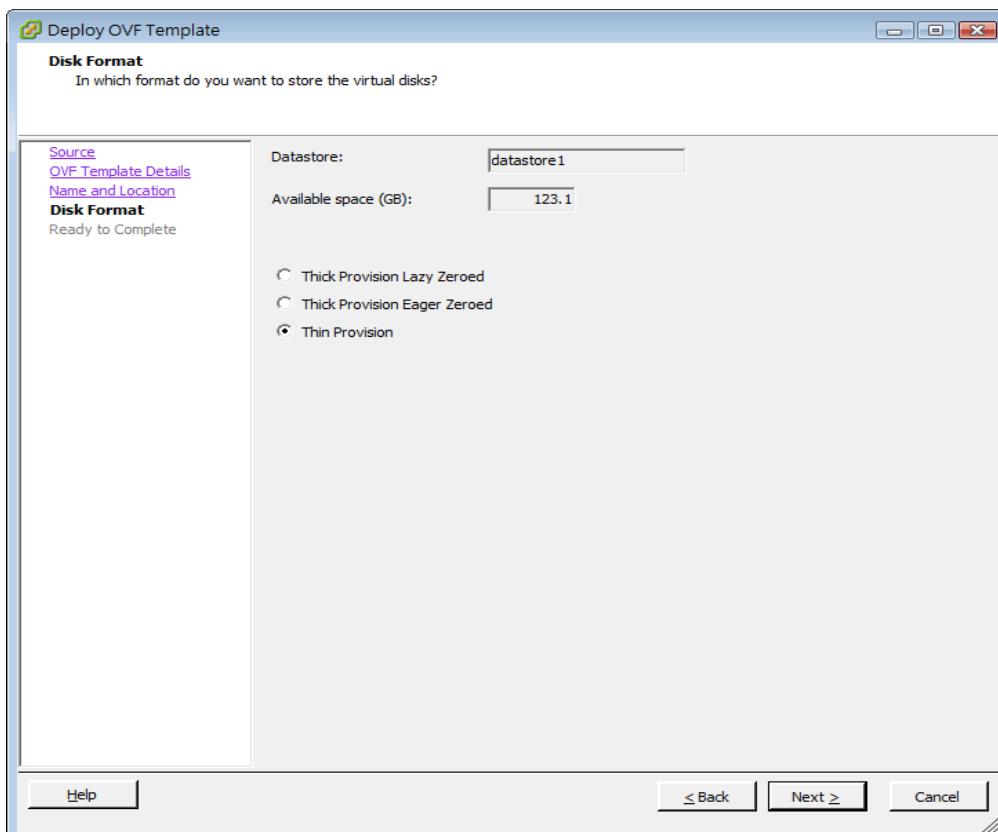 Deploy OVF Template
Disk Format
In which format do you want to store the virtual disks?
Source
OVF Template Details
Name and Location
Disk Format
Ready to Complete
Datastore:
datastore1
Available space (GB):
123.1
Thick Provision Lazy Zeroed
Thick Provision Eager Zeroed
Thin Provision
Help
< Back
Next >
Cancel